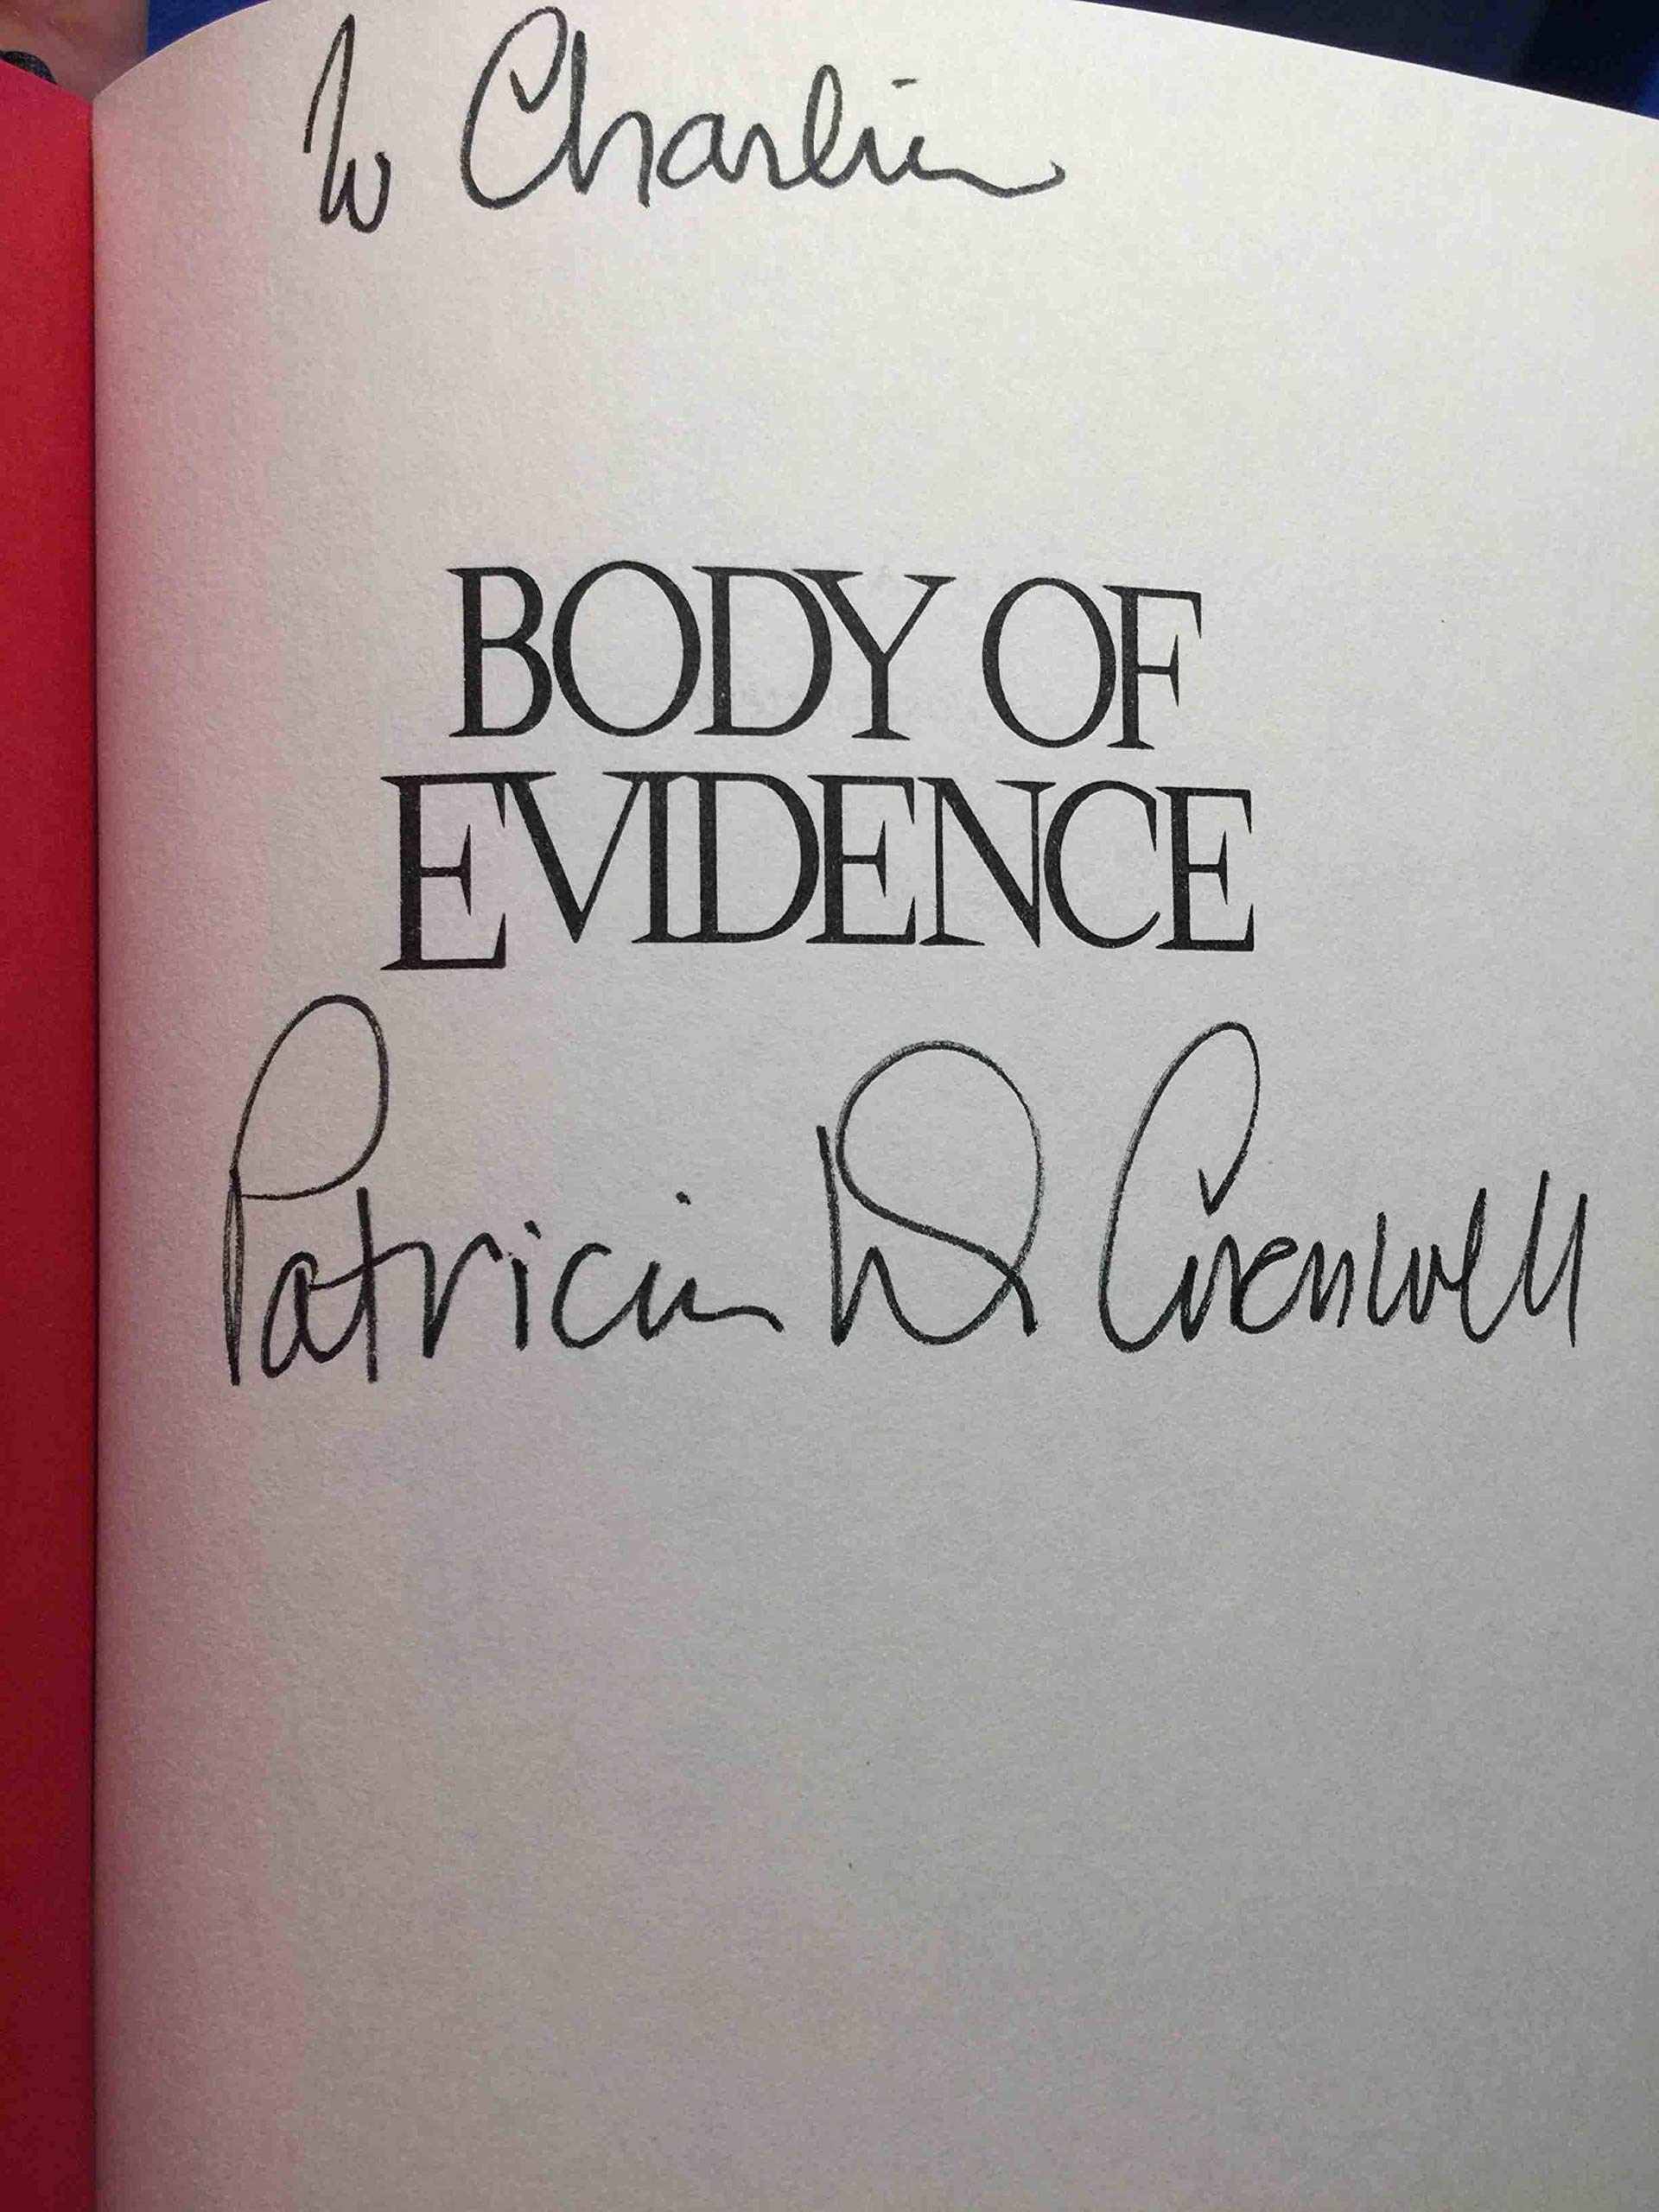 To Charlie
BODY OF
EVIDENCE
Patricia D Cornwell